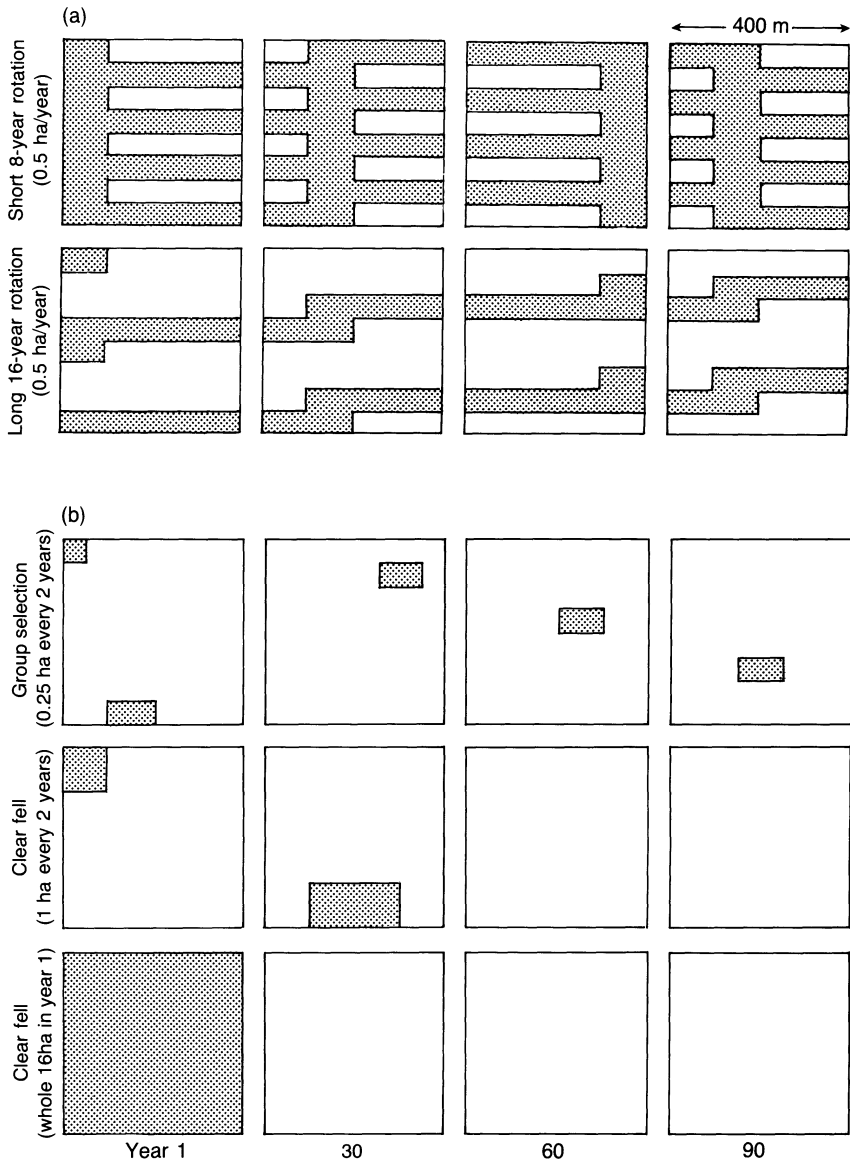 (a)
400 m
Short 8-year rotation
(0.5 ha/year)
Long 16-year rotation
(0.5 ha/year)
(b)
Group selection
(0.25 ha every 2 years)
Clear fell
(1 ha every 2 years)
Clear fell
(whole 16ha in year 1)
Year 1
30
60
90